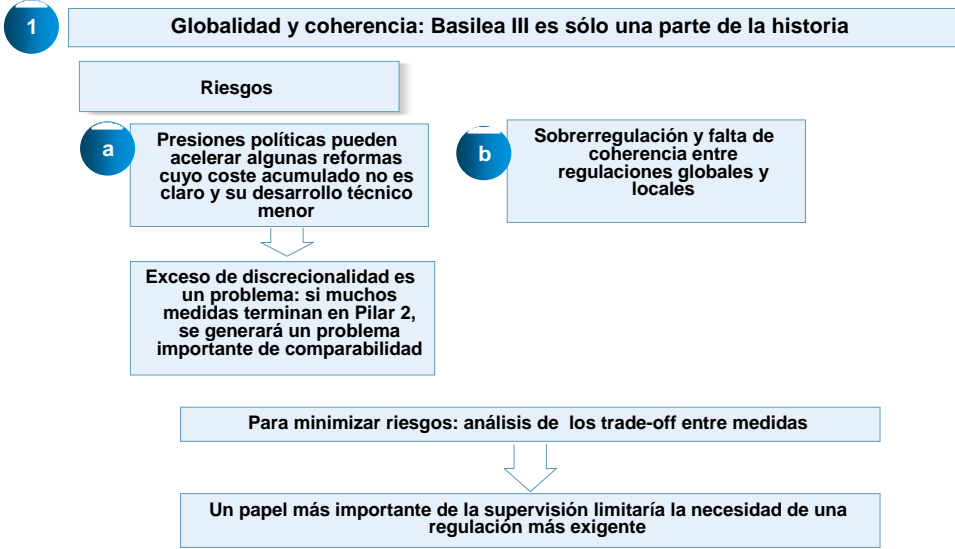 1
Globalidad y coherencia: Basilea III es sólo una parte de la historia
Riesgos
a
Presiones políticas pueden
acelerar algunas reformas
cuyo coste acumulado no es
claro y su desarrollo técnico
menor
b
Sobrerregulación y falta de
coherencia entre
regulaciones globales y
locales
Exceso de discrecionalidad es
un problema: si muchos
medidas terminan en Pilar 2,
se generará un problema
importante de comparabilidad
Para minimizar riesgos: análisis de los trade-off entre medidas
Un papel más importante de la supervisión limitaría la necesidad de una
regulación más exigente